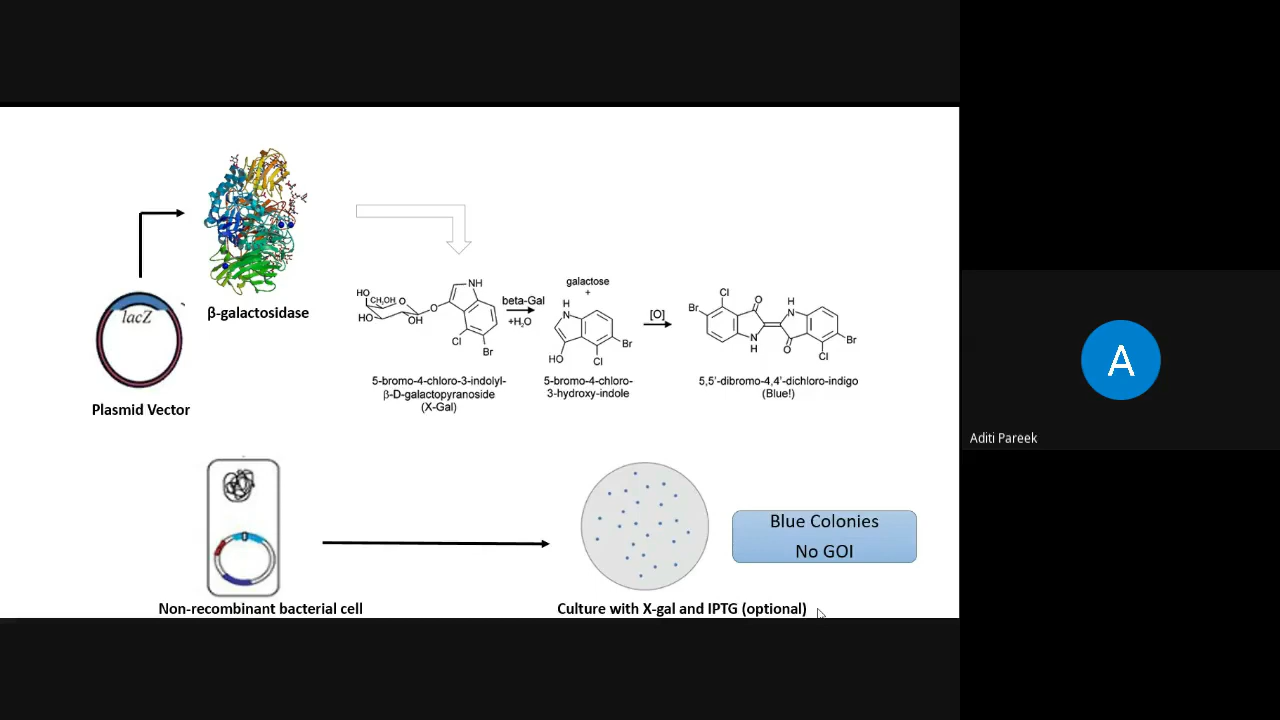 β-galactosidase
lacZ
Plasmid Vector
HO
CH₂OH
O
HO
OH
O
NH
Cl
Br
5-bromo-4-chloro-3-indolyl-
β-D-galactopyranoside
(X-Gal)
beta-Gal
+H₂O
galactose
+
H
N
HO
Cl
Br
5-bromo-4-chloro-
3-hydroxy-indole
[O]
Cl
Br
O
N
H
H
N
O
Br
Cl
5,5'-dibromo-4,4'-dichloro-indigo
(Blue!)
Non-recombinant bacterial cell
Culture with X-gal and IPTG (optional)
Blue Colonies
No GOI
A
Aditi Pareek